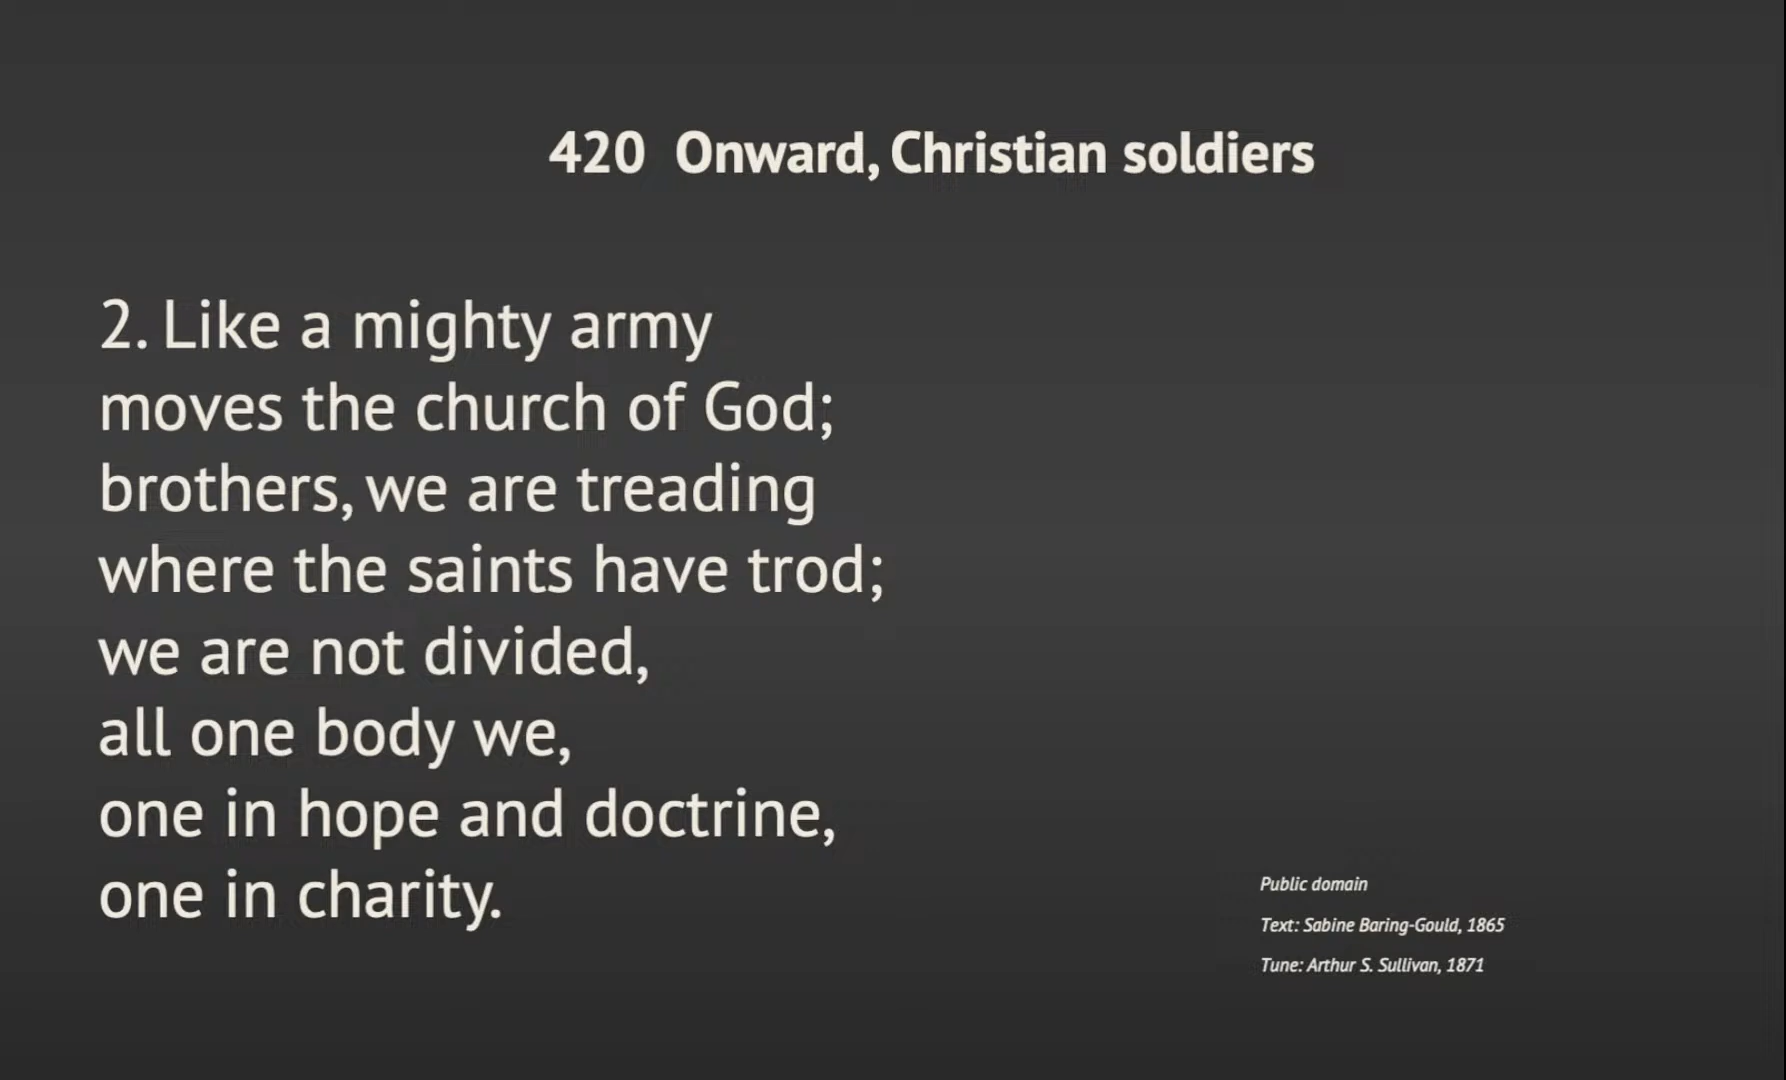 420 Onward, Christian soldiers
2. Like a mighty army
moves the church of God;
brothers, we are treading
where the saints have trod;
we are not divided,
all one body we,
one in hope and doctrine,
one in charity.
Public domain
Text: Sabine Baring-Gould, 1865
Tune: Arthur S. Sullivan, 1871